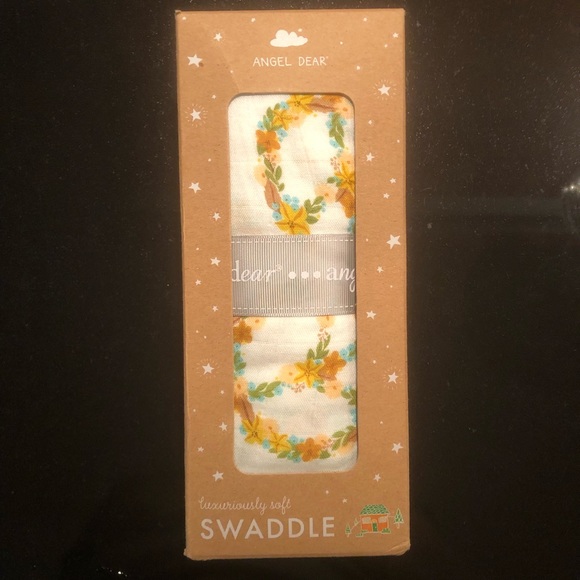 ANGEL DEAR®
dear® ••• ang
luxuriously soft
SWADDLE